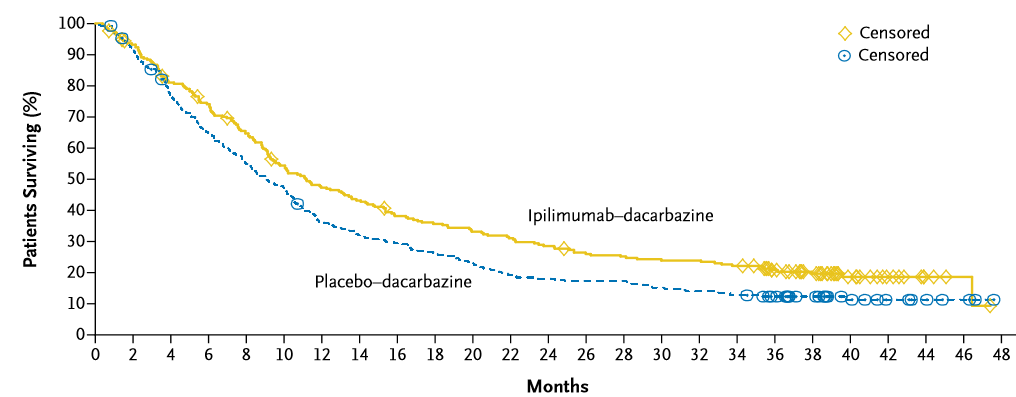 100
90
80
70
60
50
40
30
20
10
0
Patients Surviving (%)
Censored
Censored
Ipilimumab–dacarbazine
Placebo–dacarbazine
0 2 4 6 8 10 12 14 16 18 20 22 24 26 28 30 32 34 36 38 40 42 44 46 48
Months